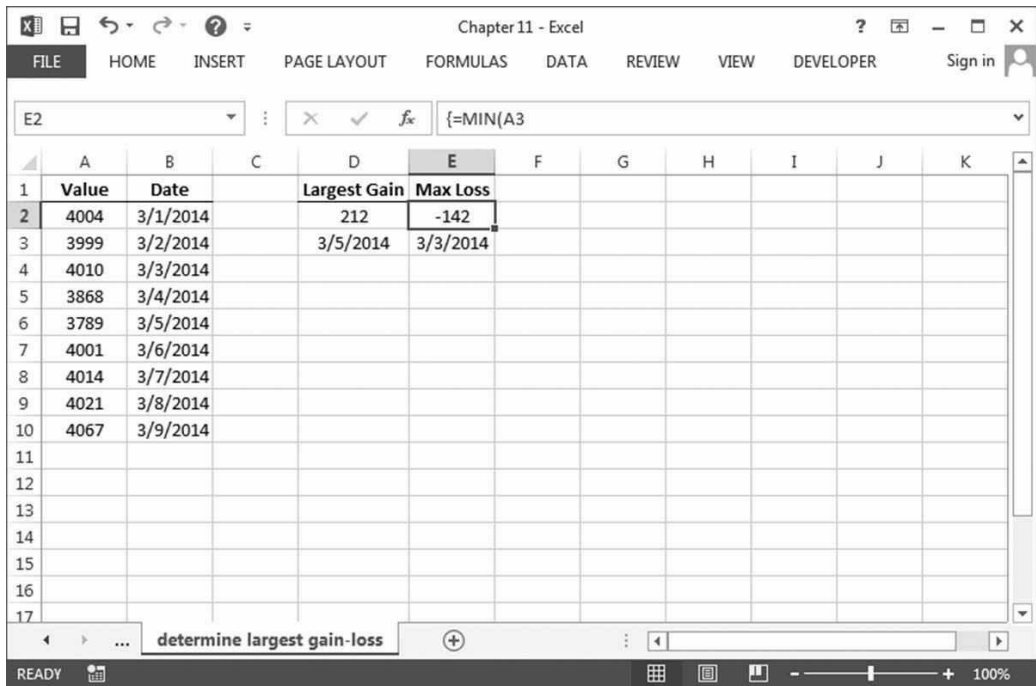 Chapter 11 - Excel
FILE HOME INSERT PAGE LAYOUT FORMULAS DATA REVIEW VIEW DEVELOPER Sign in
E2 fx {=MIN(A3
A B C D E F G H I J K
1 Value Date Largest Gain Max Loss
2 4004 3/1/2014 212 -142
3 3999 3/2/2014 3/5/2014 3/3/2014
4 4010 3/3/2014
5 3868 3/4/2014
6 3789 3/5/2014
7 4001 3/6/2014
8 4014 3/7/2014
9 4021 3/8/2014
10 4067 3/9/2014
11
12
13
14
15
16
17
... determine largest gain-loss
READY 100%